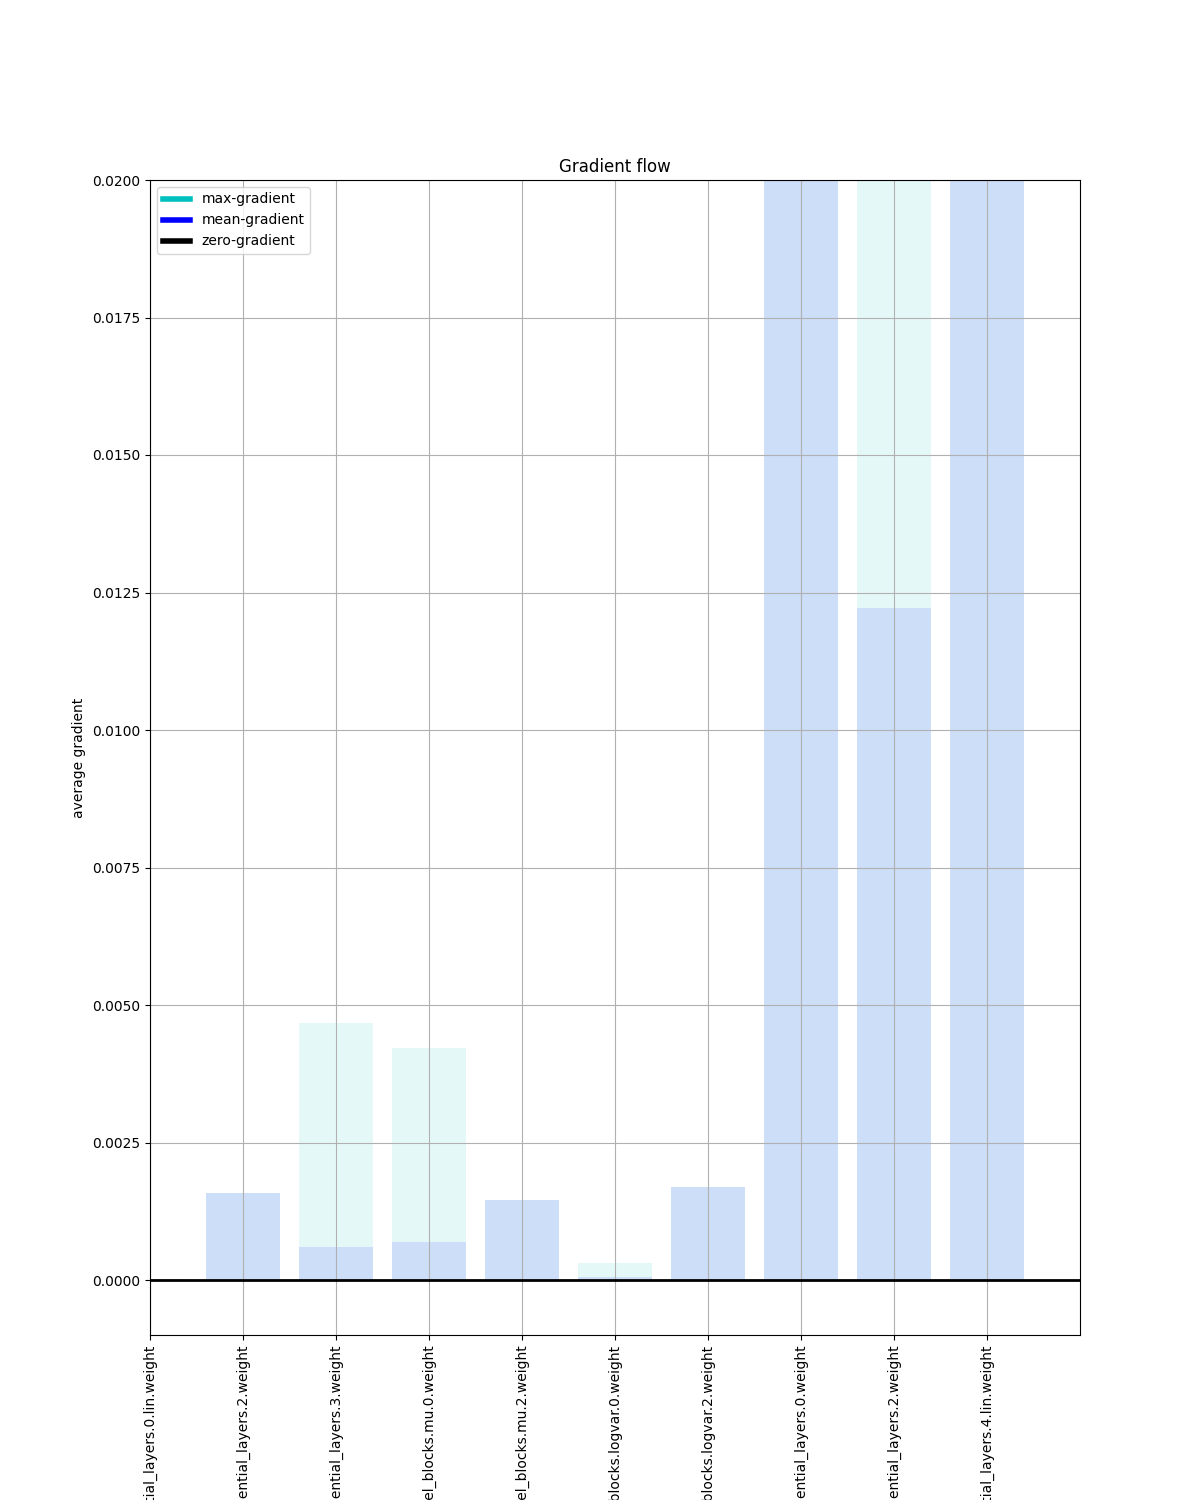 Gradient flow
max-gradient
mean-gradient
zero-gradient
0.0200
0.0175
0.0150
0.0125
0.0100
0.0075
0.0050
0.0025
0.0000
average gradient
tial_layers.0.lin.weight
ential_layers.2.weight
ential_layers.3.weight
el_blocks.mu.0.weight
el_blocks.mu.2.weight
blocks.logvar.0.weight
blocks.logvar.2.weight
ential_layers.0.weight
ential_layers.2.weight
tial_layers.4.lin.weight